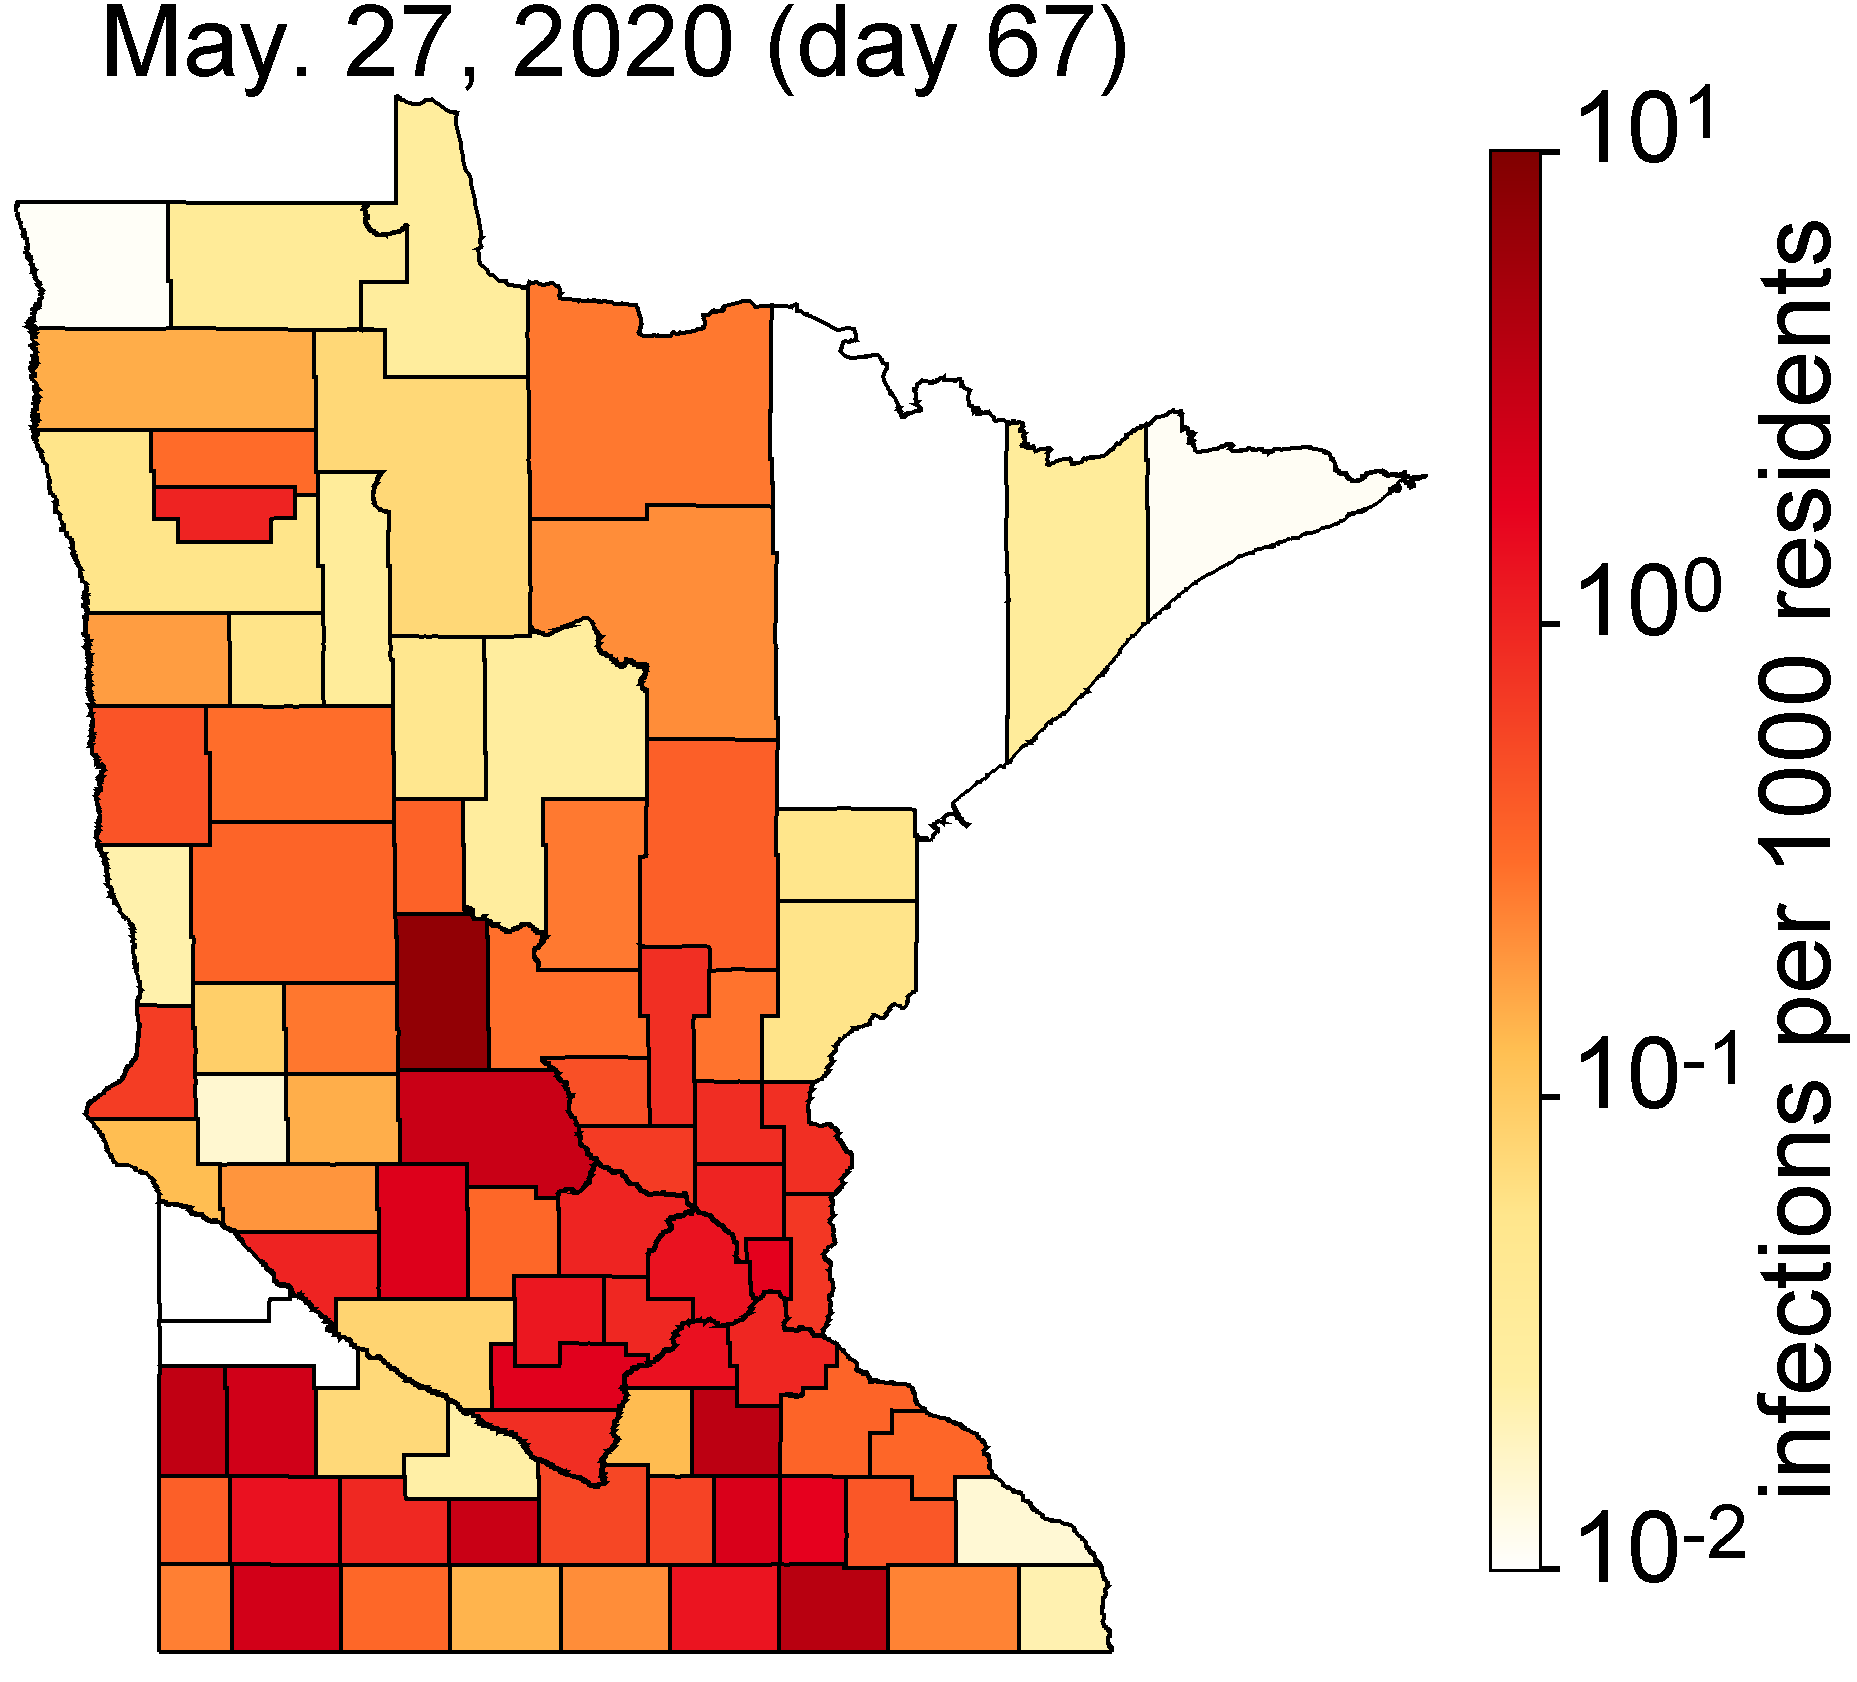 May. 27, 2020 (day 67)
10¹
10⁰
10⁻¹
10⁻²
infections per 1000 residents